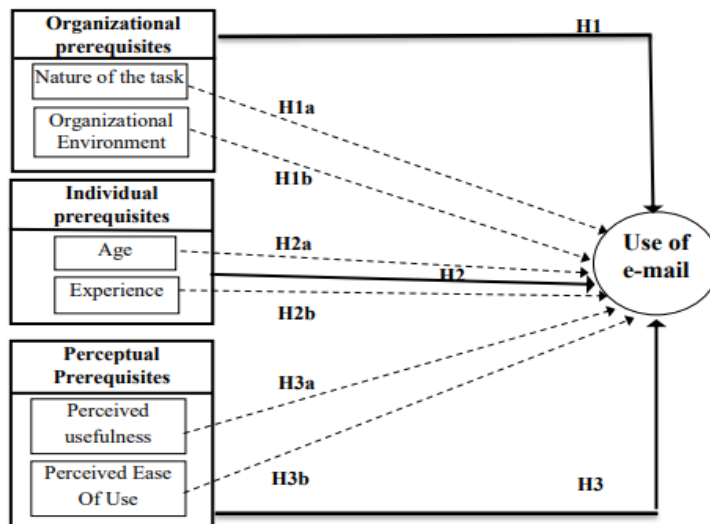 Organizational
prerequisites
Nature of the task
Organizational
Environment
Individual
prerequisites
Age
Experience
Perceptual
Prerequisites
Perceived
usefulness
Perceived Ease
Of Use
H1
H1a
H1b
H2a
H2
H2b
H3a
H3b
H3
Use of
e-mail